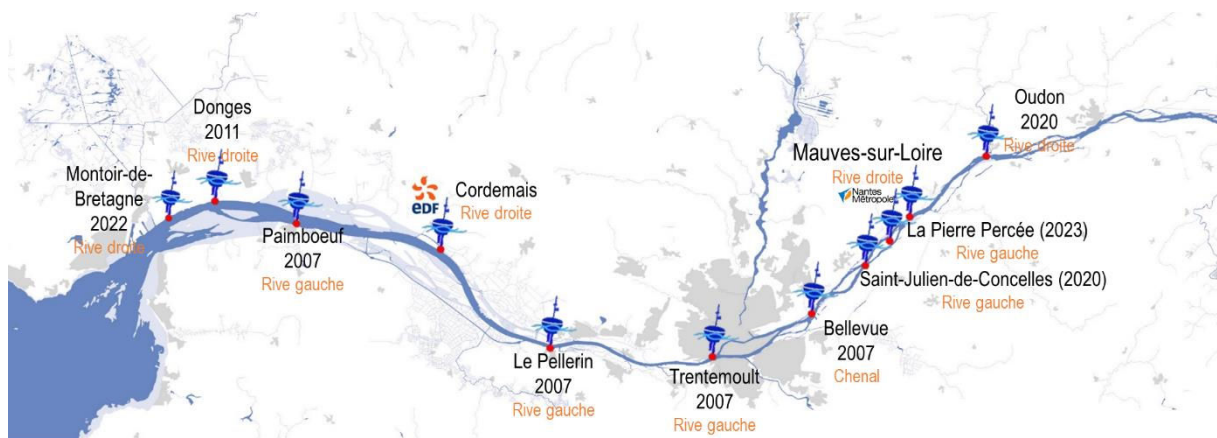 Donges
2011
Rive droite
Montoir-de-
Bretagne
2022
Rive droite
Paimboeuf
2007
Rive gauche
eDF
Cordemais
Rive droite
Le Pellerin
2007
Rive gauche
Trentemoult
2007
Rive gauche
Bellevue
2007
Chenal
Saint-Julien-de-Concelles (2020)
Rive gauche
La Pierre Percée (2023)
Rive gauche
Mauves-sur-Loire
Rive droite
Nantes
Métropole
Oudon
2020
Rive droite